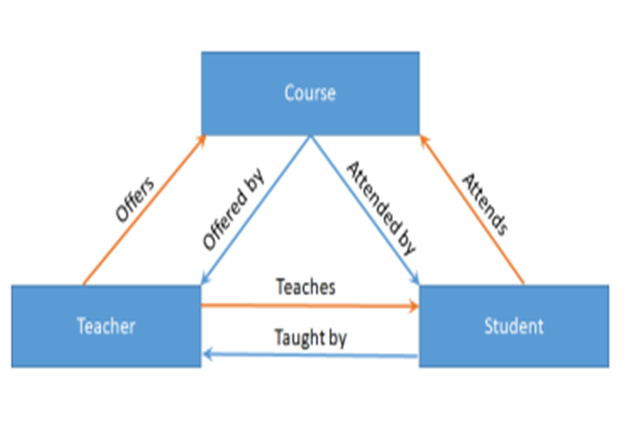 Course
Offers
Offered by
Attended by
Attends
Teaches
Teacher
Student
Taught by